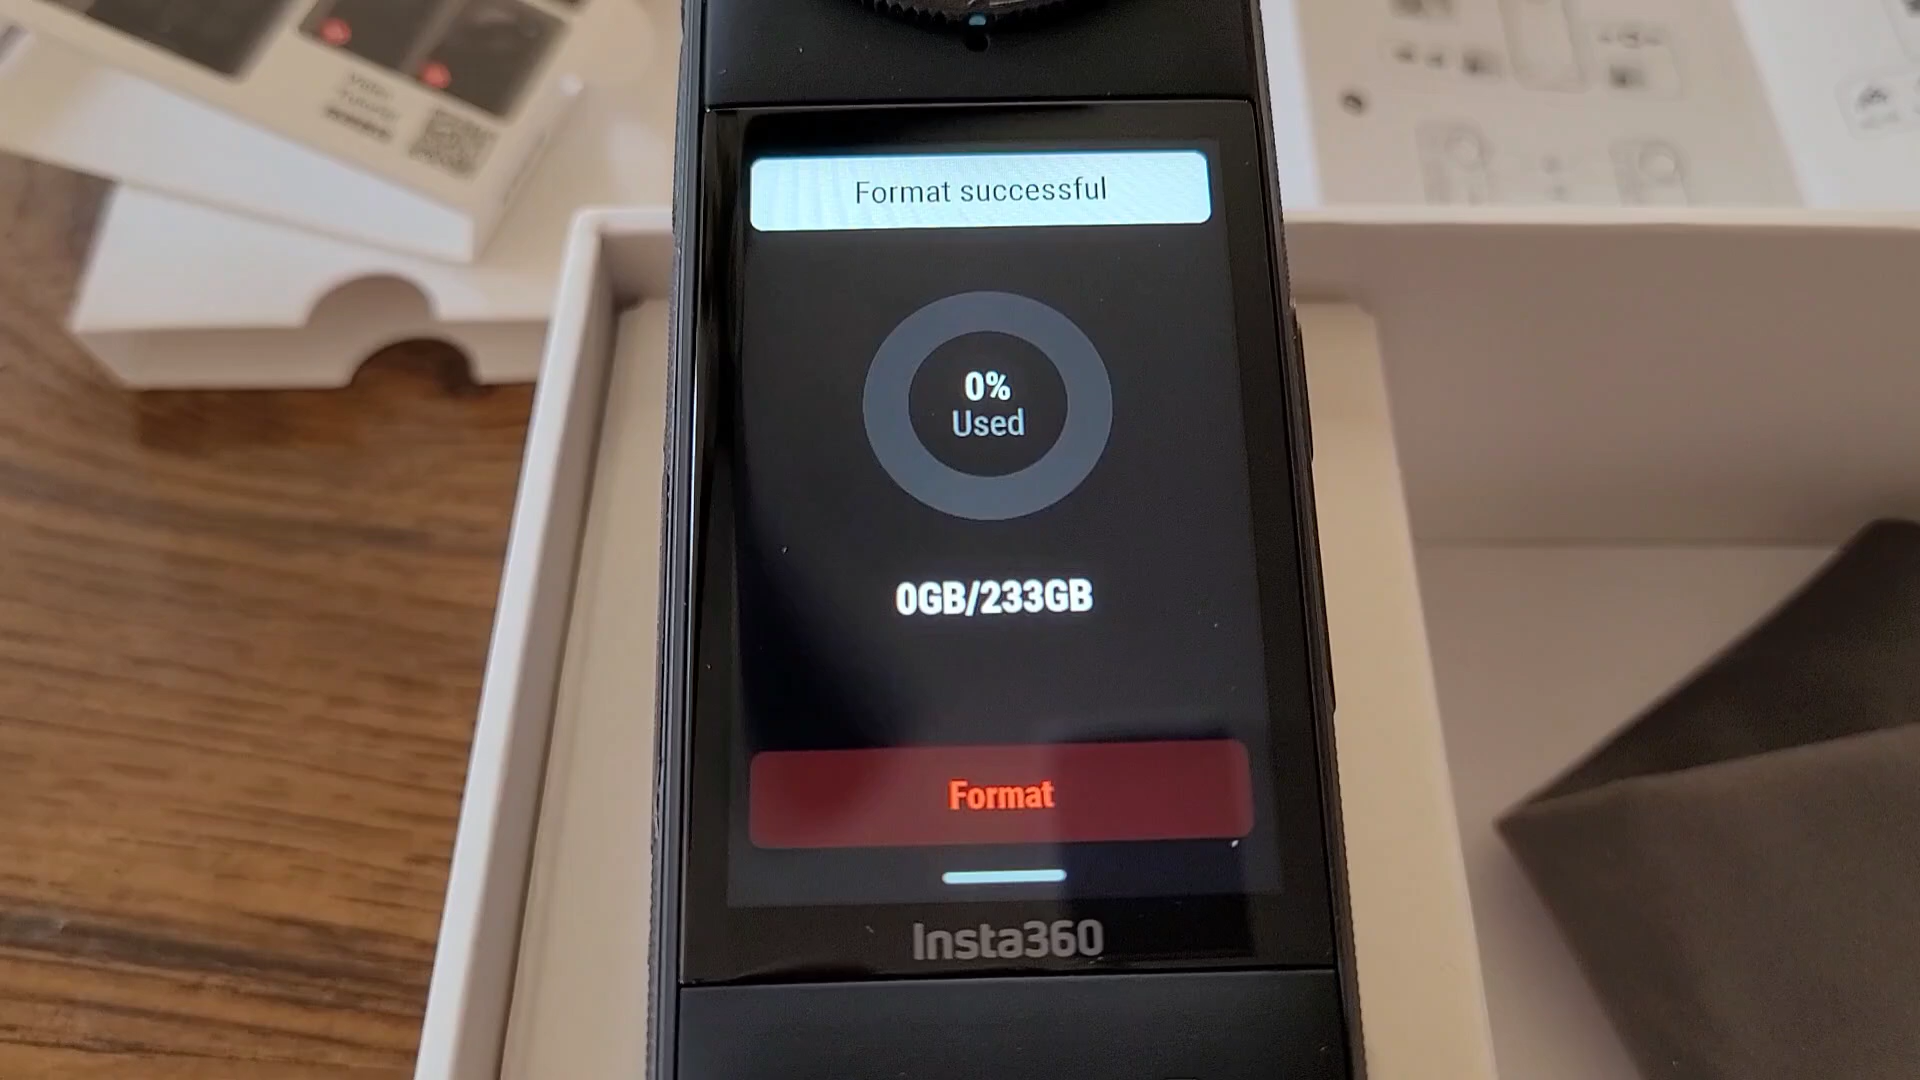 Format successful
0%
Used
0GB/233GB
Format
Insta360